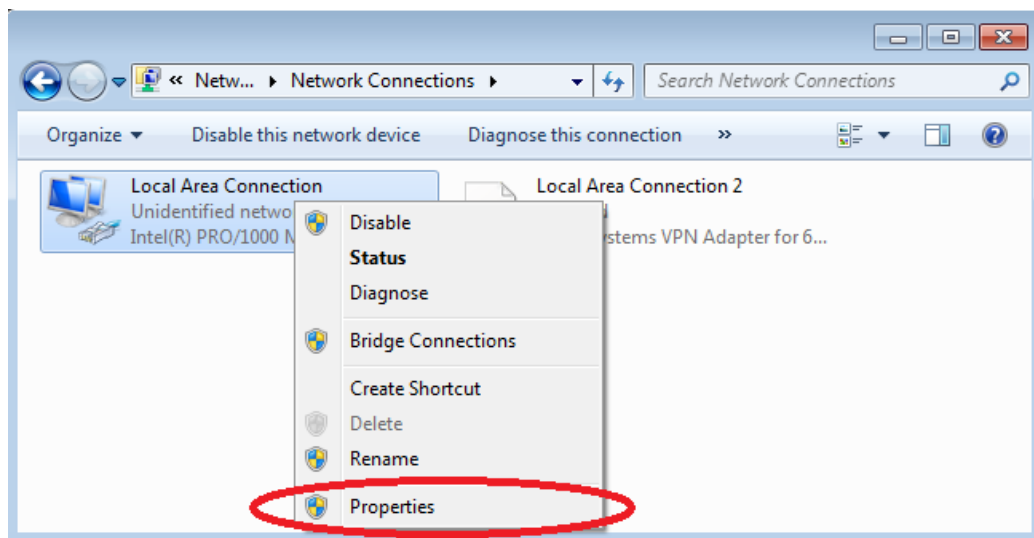 « Netw... ▸ Network Connections ▸ Search Network Connections
Organize Disable this network device Diagnose this connection »
Local Area Connection
Unidentified netwo
Intel(R) PRO/1000 M
Local Area Connection 2
stems VPN Adapter for 6...
Disable
Status
Diagnose
Bridge Connections
Create Shortcut
Delete
Rename
Properties